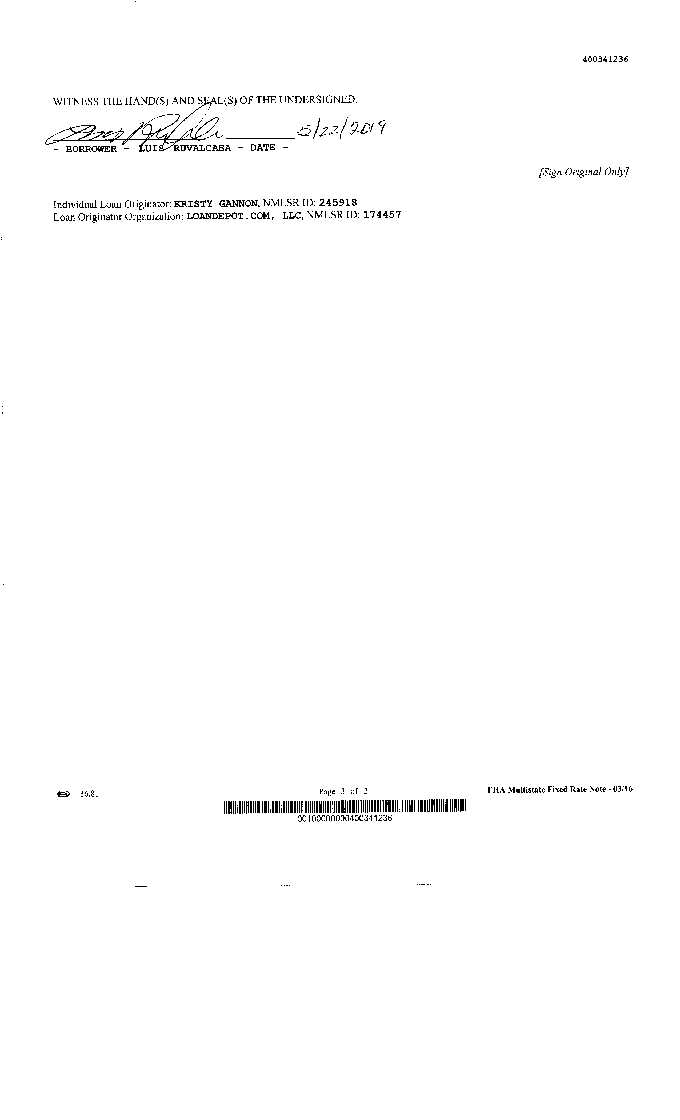 400341236
WITNESS THE HAND(S) AND SEAL(S) OF THE UNDERSIGNED.
5/22/2019
- BORROWER - LUIS RUVALCABA - DATE -
[Sign Original Only]
Individual Loan Originator: KRISTY GANNON, NMLSR ID: 245918
Loan Originator Organization: LOANDEPOT.COM, LLC, NMLSR ID: 174457
Page 3 of 3
FHA Multistate Fixed Rate Note - 03/16
00100000000400341236